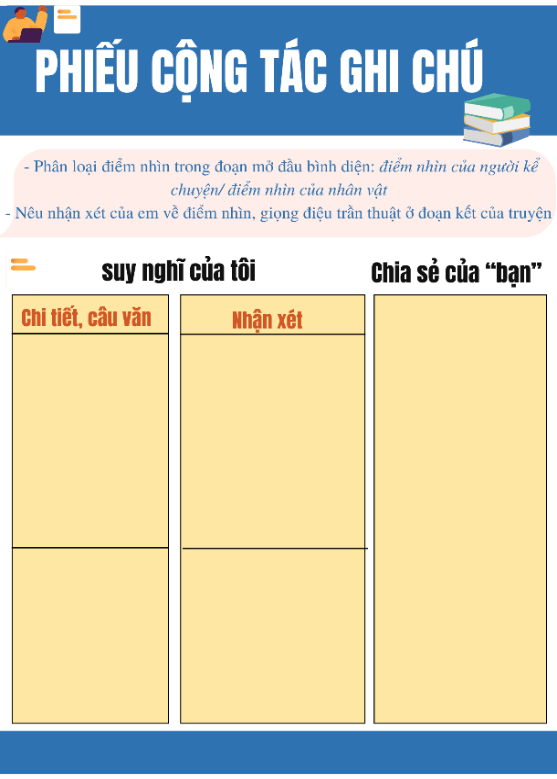 PHIẾU CỘNG TÁC GHI CHÚ
- Phân loại điểm nhìn trong đoạn mở đầu bình diện: điểm nhìn của người kể
chuyện/ điểm nhìn của nhân vật
- Nêu nhận xét của em về điểm nhìn, giọng điệu trần thuật ở đoạn kết của truyện
suy nghĩ của tôi
Chia sẻ của “bạn”
Chi tiết, câu văn
Nhận xét